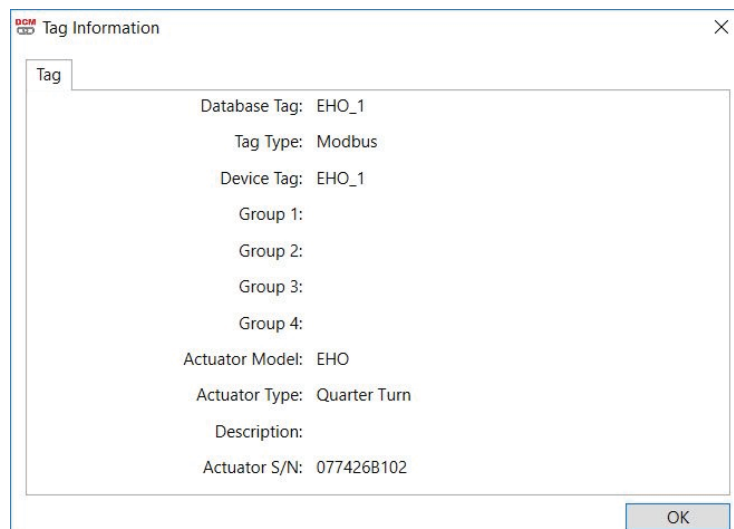 DCM
Tag Information
Tag
Database Tag: EHO_1
Tag Type: Modbus
Device Tag: EHO_1
Group 1:
Group 2:
Group 3:
Group 4:
Actuator Model: EHO
Actuator Type: Quarter Turn
Description:
Actuator S/N: 077426B102
OK